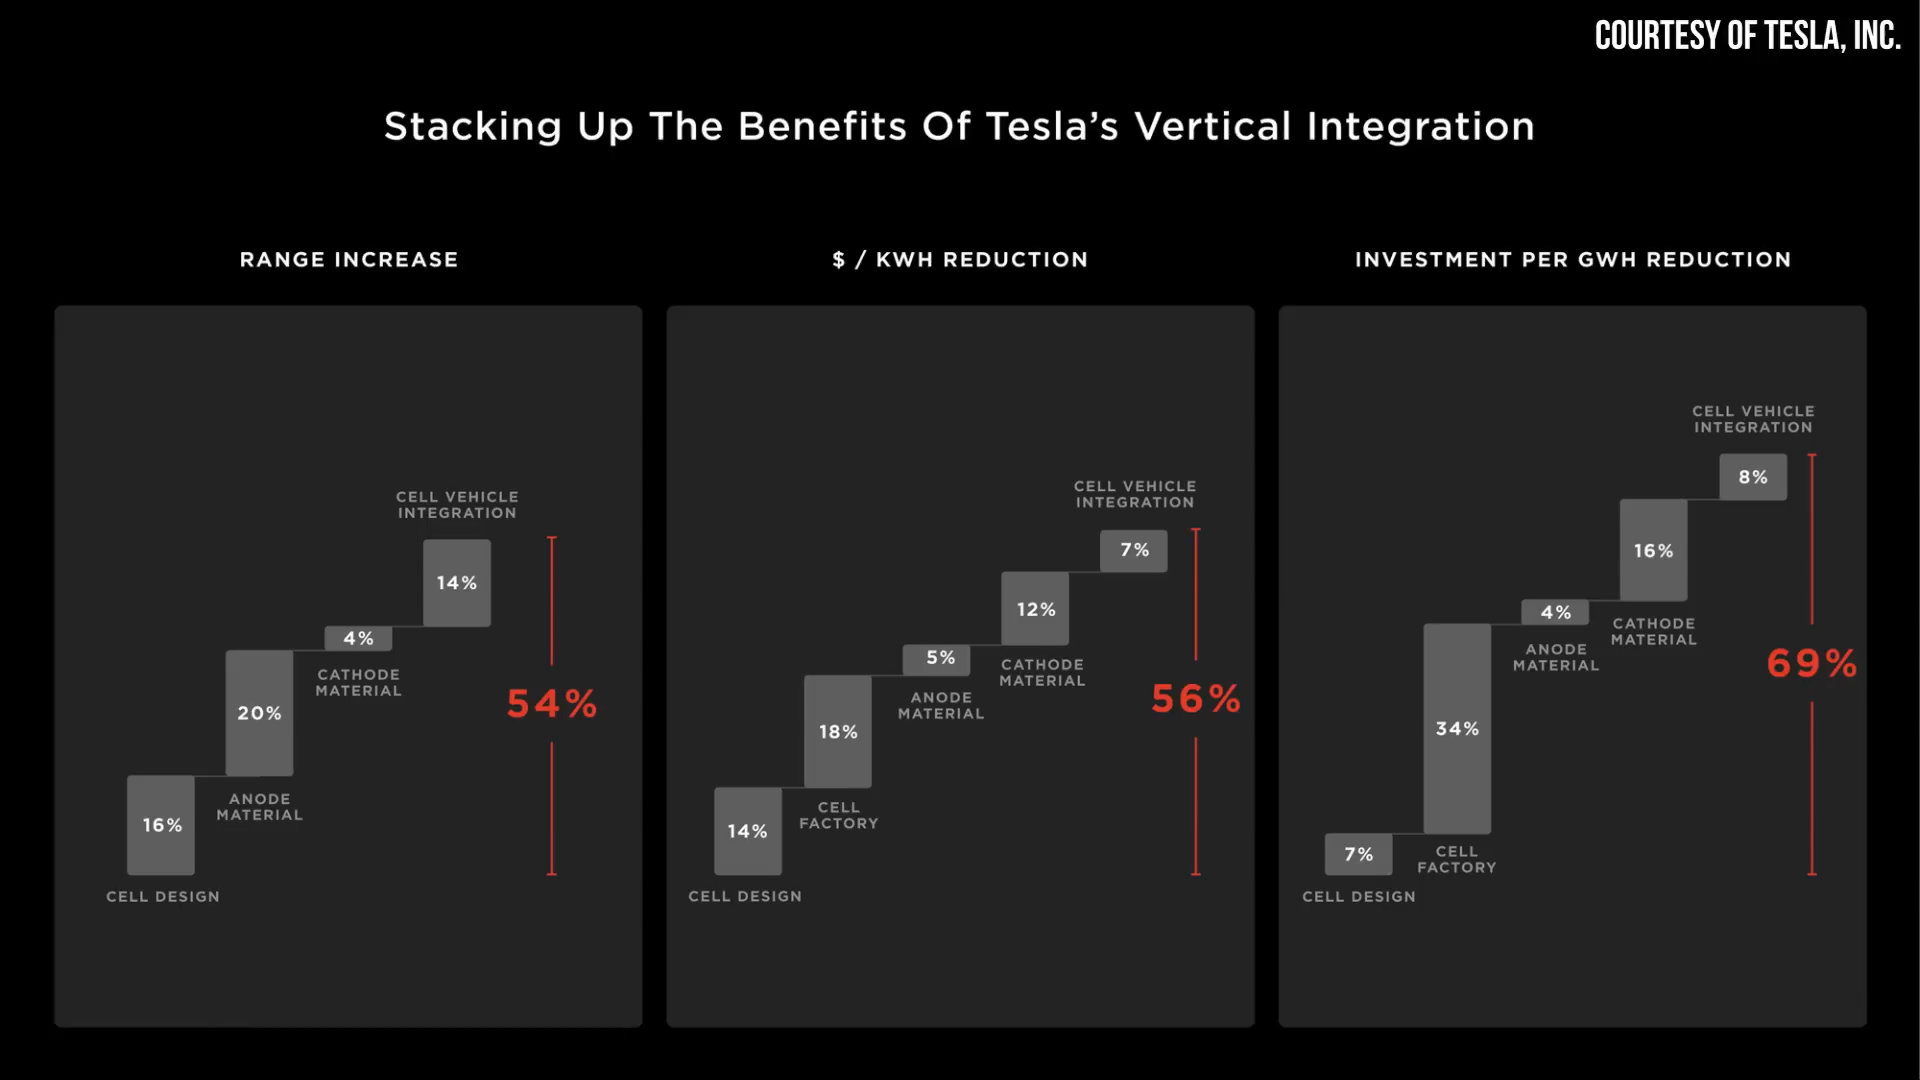 COURTESY OF TESLA, INC.
Stacking Up The Benefits Of Tesla’s Vertical Integration
RANGE INCREASE
CELL VEHICLE
INTEGRATION
14%
4%
CATHODE
MATERIAL
20%
ANODE
MATERIAL
16%
CELL DESIGN
54%
$ / KWH REDUCTION
CELL VEHICLE
INTEGRATION
7%
12%
CATHODE
MATERIAL
5%
ANODE
MATERIAL
18%
CELL
FACTORY
14%
CELL DESIGN
56%
INVESTMENT PER GWH REDUCTION
CELL VEHICLE
INTEGRATION
8%
16%
CATHODE
MATERIAL
4%
ANODE
MATERIAL
34%
CELL
FACTORY
7%
CELL DESIGN
69%